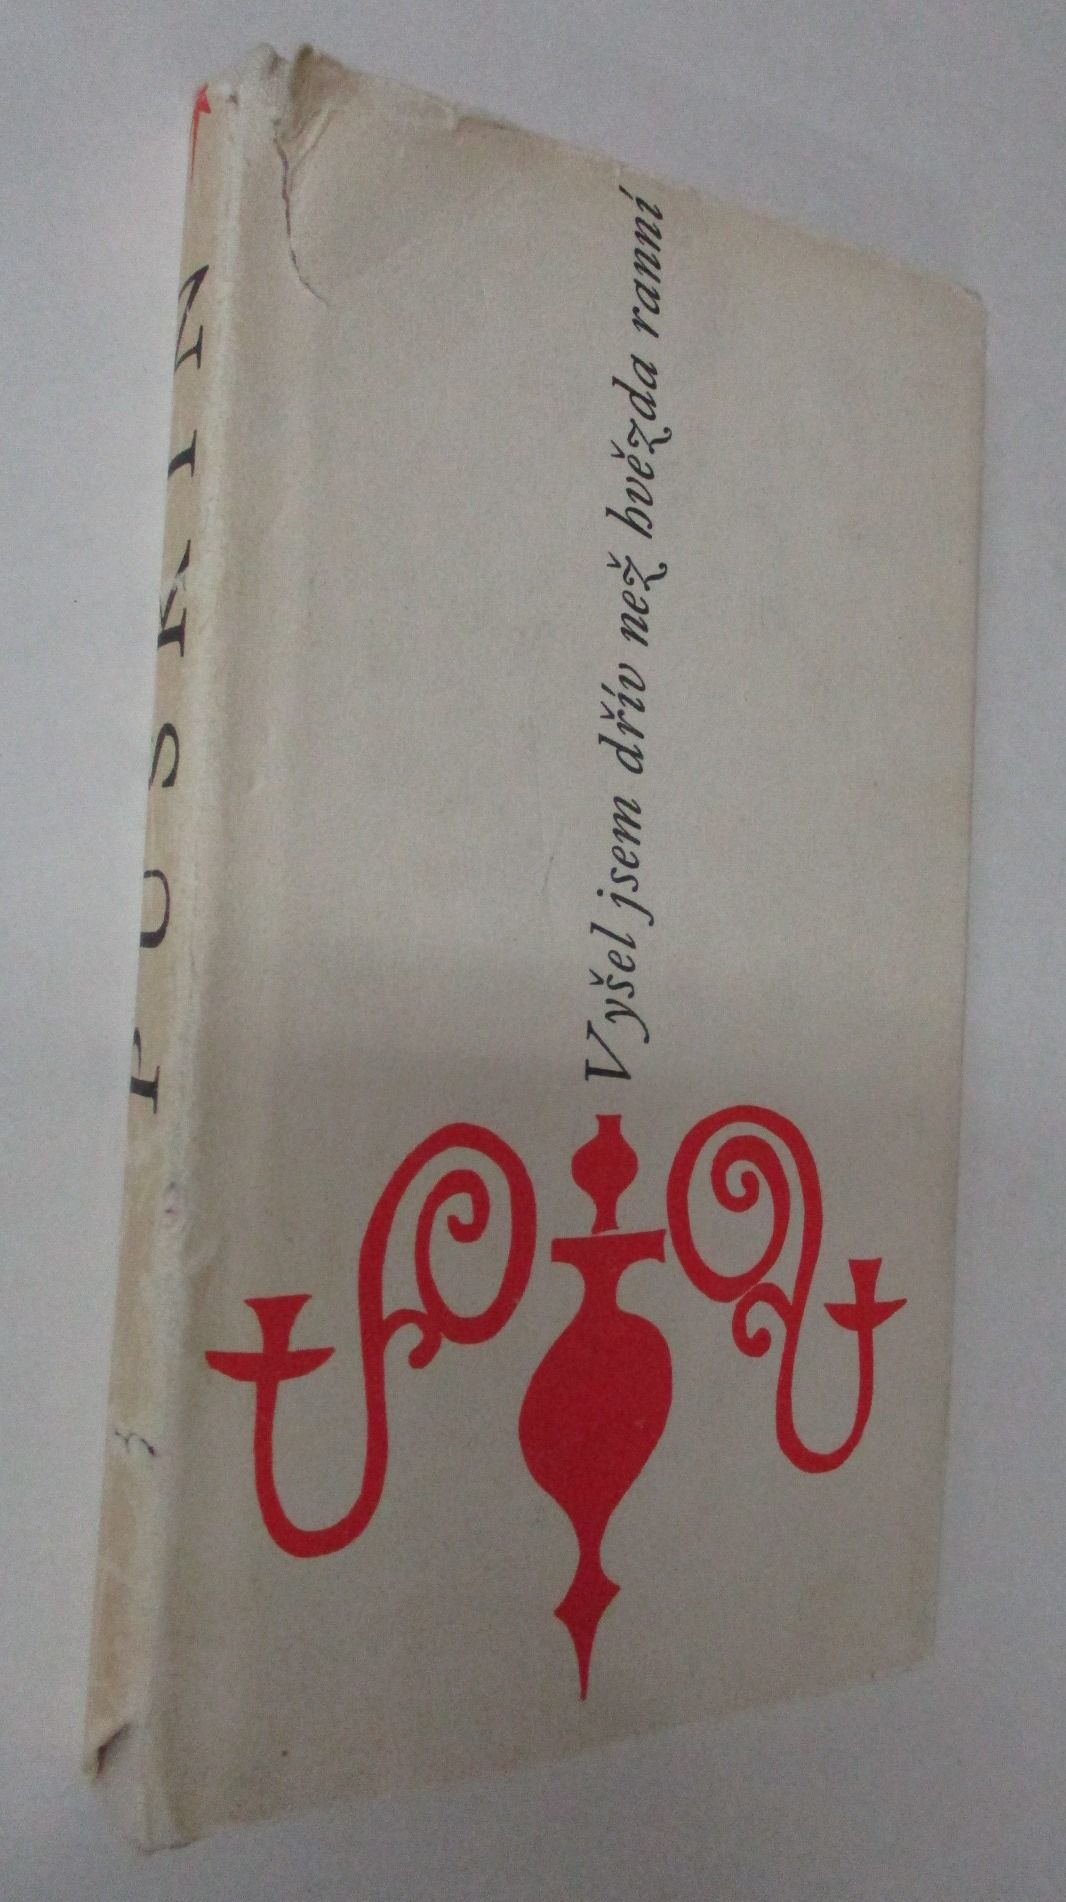 PUŠKIN
Vyšel jsem dřív než hvězda ranní